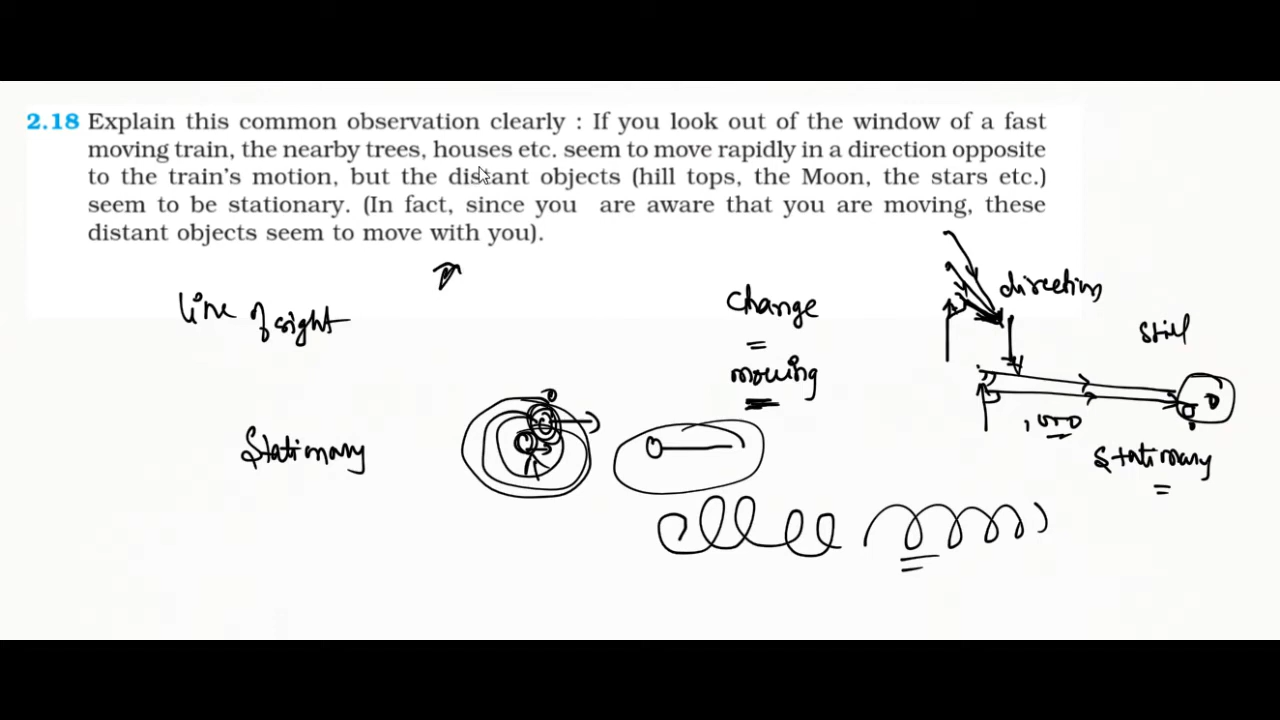 2.18 Explain this common observation clearly : If you look out of the window of a fast
moving train, the nearby trees, houses etc. seem to move rapidly in a direction opposite
to the train's motion, but the distant objects (hill tops, the Moon, the stars etc.)
seem to be stationary. (In fact, since you are aware that you are moving, these
distant objects seem to move with you).
line of sight
change
direction
still
moving
Stationary
Stationary